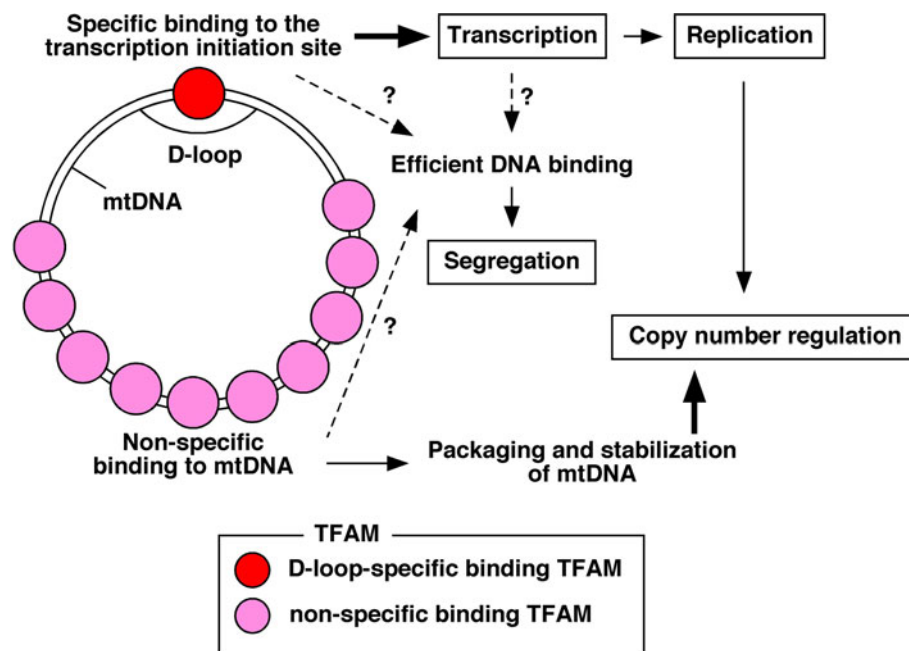 Specific binding to the
transcription initiation site
Transcription
Replication
?
?
D-loop
Efficient DNA binding
mtDNA
Segregation
?
Copy number regulation
Non-specific
binding to mtDNA
Packaging and stabilization
of mtDNA
TFAM
D-loop-specific binding TFAM
non-specific binding TFAM